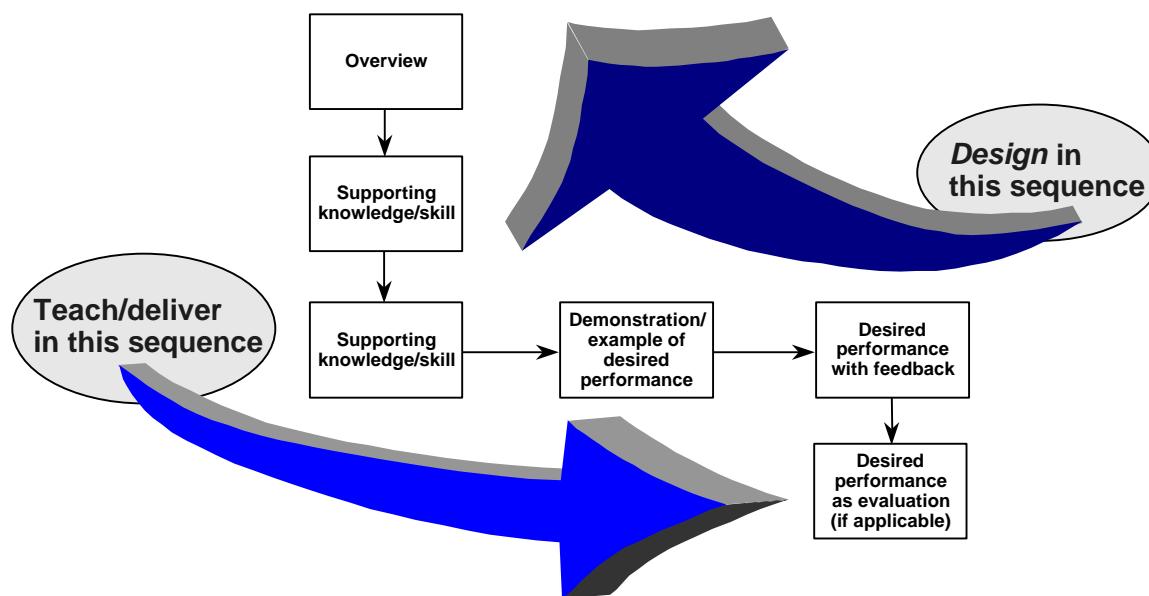 Overview
Design in
this sequence
Supporting
knowledge/skill
Teach/deliver
in this sequence
Supporting
knowledge/skill
Demonstration/
example of
desired
performance
Desired
performance
with feedback
Desired
performance
as evaluation
(if applicable)